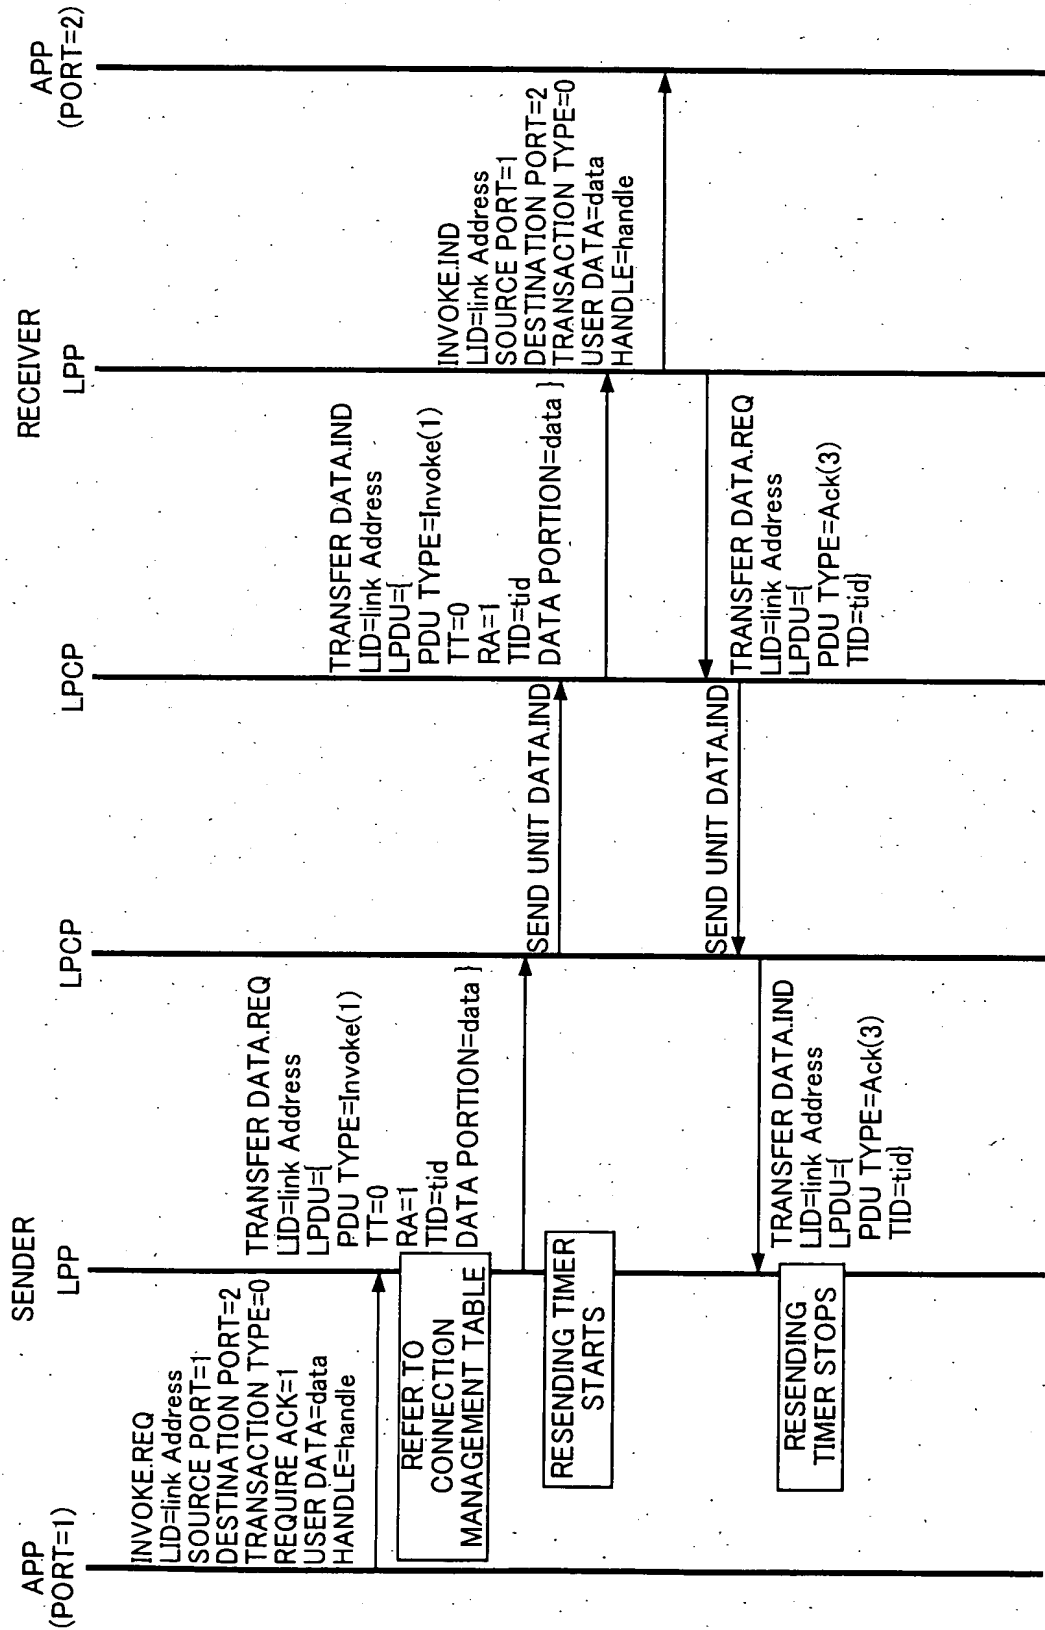 SENDER
RECEIVER
APP
(PORT=1)
LPP
LPCP
LPCP
LPP
APP
(PORT=2)
INVOKE.REQ
LID=link Address
SOURCE PORT=1
DESTINATION PORT=2
TRANSACTION TYPE=0
REQUIRE ACK=1
USER DATA=data
HANDLE=handle
REFER TO
CONNECTION
MANAGEMENT TABLE
TRANSFER DATA.REQ
LID=link Address
LPDU={
PDU TYPE=Invoke(1)
TT=0
RA=1
TID=tid
DATA PORTION=data }
RESENDING TIMER
STARTS
SEND UNIT DATA.IND
TRANSFER DATA.IND
LID=link Address
LPDU={
PDU TYPE=Invoke(1)
TT=0
RA=1
TID=tid
DATA PORTION=data }
INVOKE.IND
LID=link Address
SOURCE PORT=1
DESTINATION PORT=2
TRANSACTION TYPE=0
USER DATA=data
HANDLE=handle
TRANSFER DATA.REQ
LID=link Address
LPDU={
PDU TYPE=Ack(3)
TID=tid}
SEND UNIT DATA.IND
TRANSFER DATA.IND
LID=link Address
LPDU={
PDU TYPE=Ack(3)
TID=tid}
RESENDING
TIMER STOPS